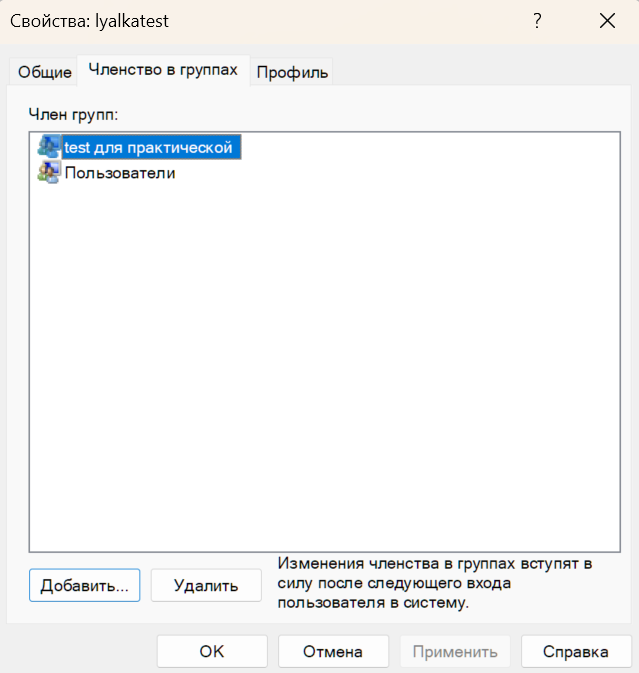 Свойства: lyalkatest
?
Общие
Членство в группах
Профиль
Член групп:
test для практической
Пользователи
Добавить...
Удалить
Изменения членства в группах вступят в
силу после следующего входа
пользователя в систему.
OK
Отмена
Применить
Справка